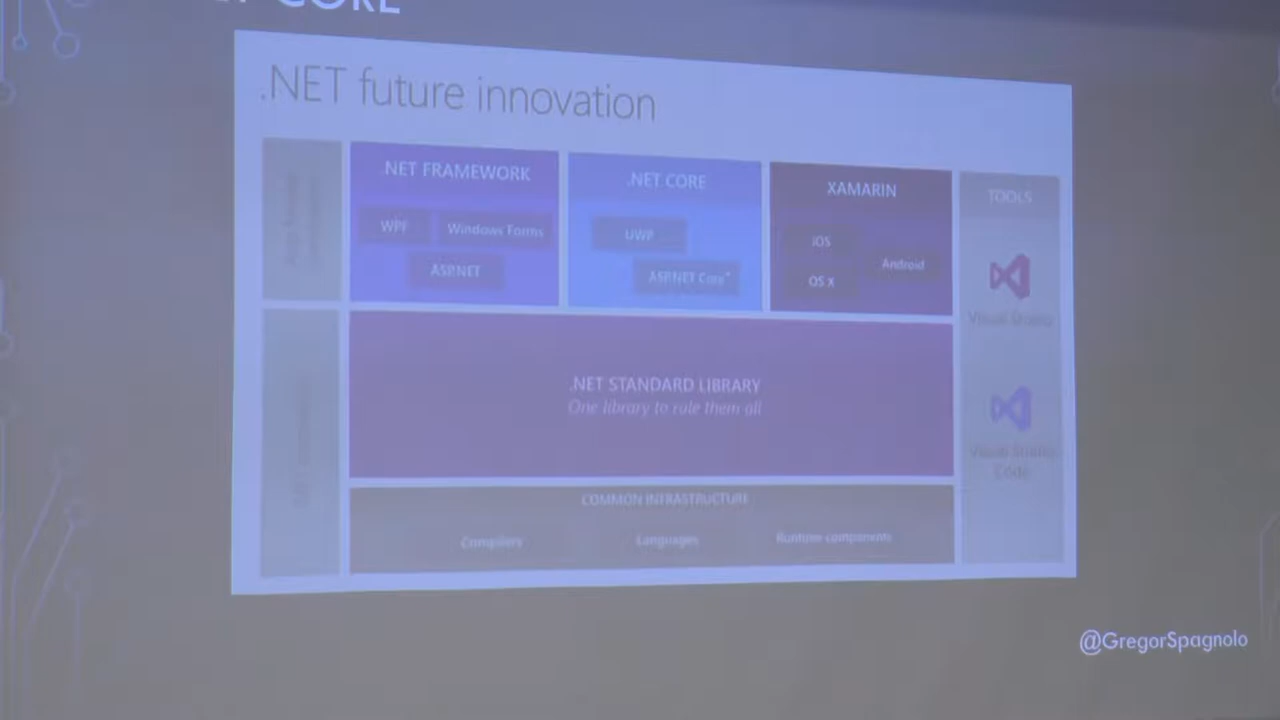 CORE
.NET future innovation
.NET FRAMEWORK
WPF
Windows Forms
ASP.NET
.NET CORE
UWP
ASP.NET Core*
XAMARIN
iOS
Android
OS X
TOOLS
Visual Studio
Visual Studio
Code
.NET STANDARD LIBRARY
One library to rule them all
COMMON INFRASTRUCTURE
Compilers
Languages
Runtime components
@GregorSpagnolo